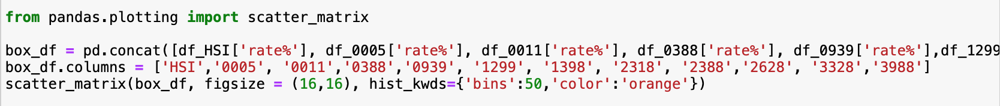 from pandas.plotting import scatter_matrix
box_df = pd.concat([df_HSI['rate%'], df_0005['rate%'], df_0011['rate%'], df_0388['rate%'], df_0939['rate%'],df_1299
box_df.columns = ['HSI','0005', '0011','0388','0939', '1299', '1398', '2318', '2388','2628', '3328','3988']
scatter_matrix(box_df, figsize = (16,16), hist_kwds={'bins':50,'color':'orange'})